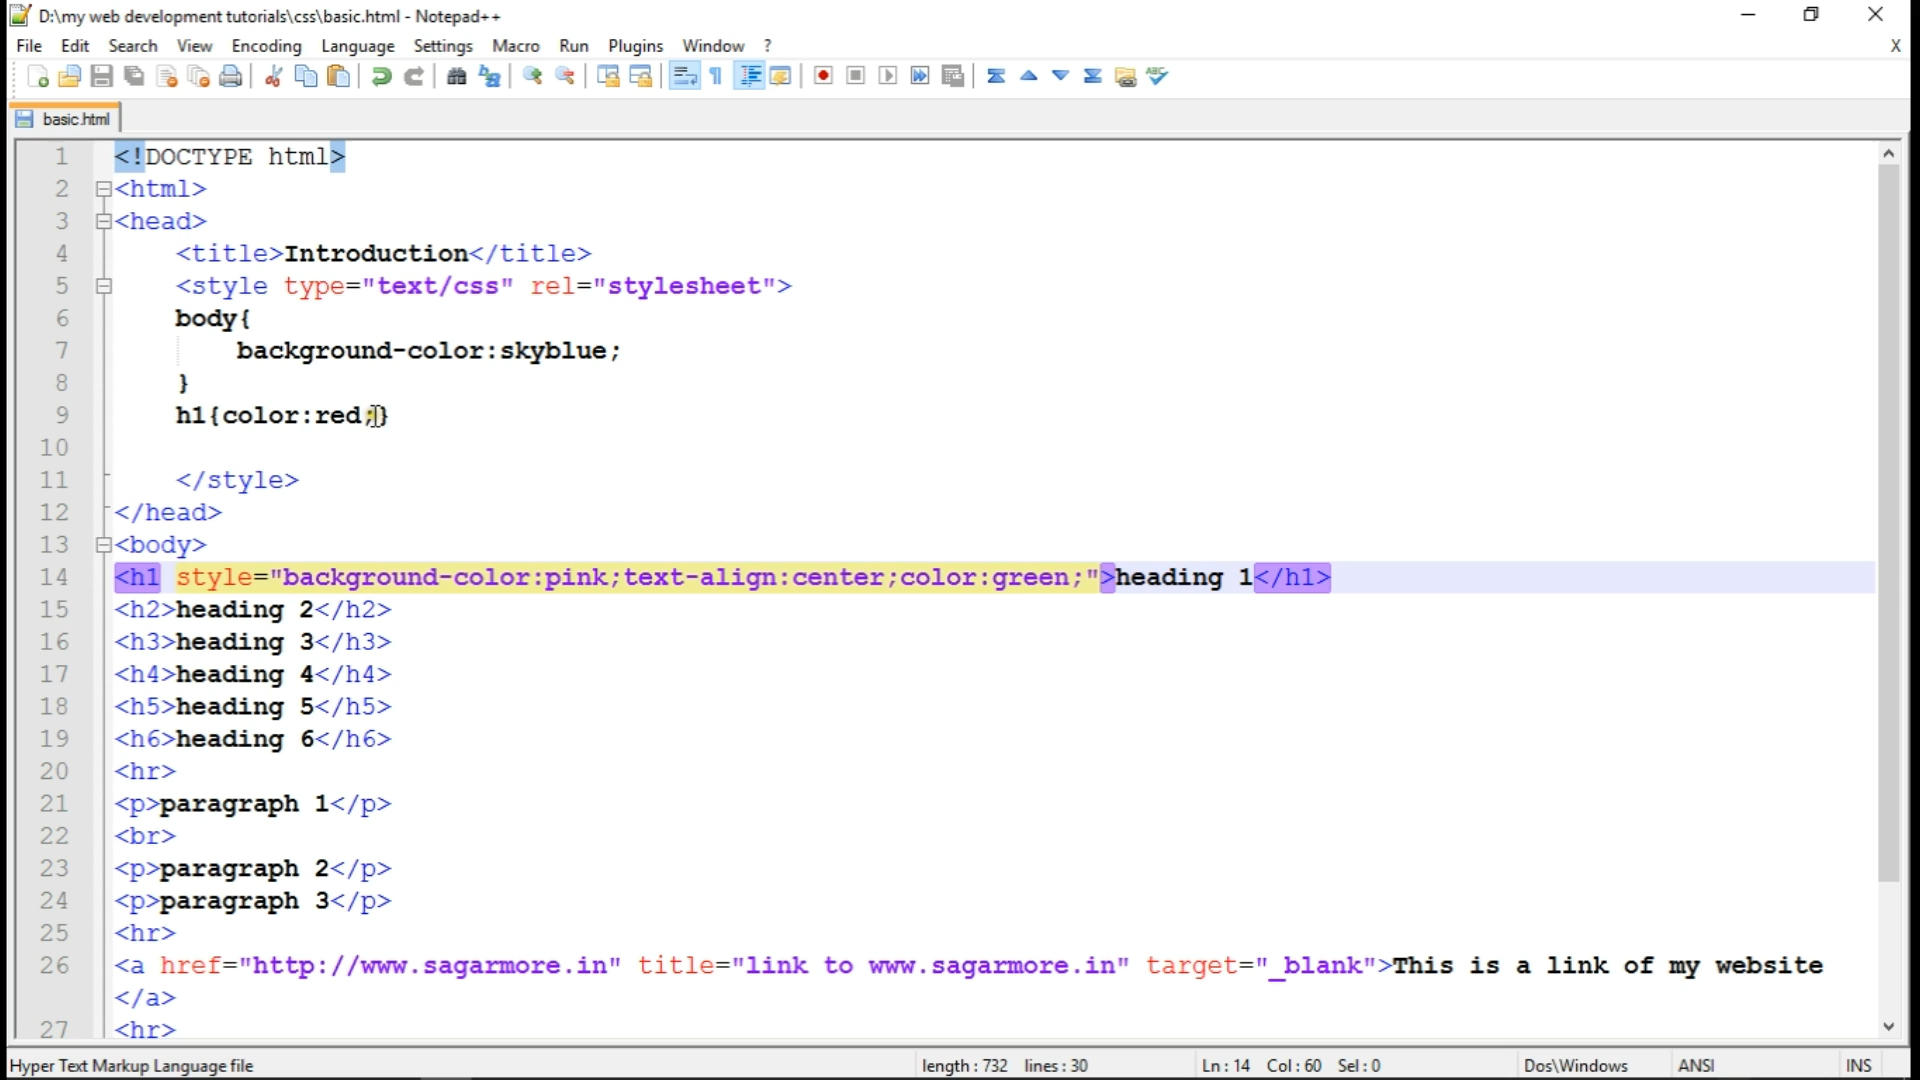 D:\my web development tutorials\css\basic.html - Notepad++
File Edit Search View Encoding Language Settings Macro Run Plugins Window ? X
basic.html
1 <!DOCTYPE html>
2 <html>
3 <head>
4 <title>Introduction</title>
5 <style type="text/css" rel="stylesheet">
6 body{
7 background-color:skyblue;
8 }
9 h1{color:red;}
10
11 </style>
12 </head>
13 <body>
14 <h1 style="background-color:pink;text-align:center;color:green;">heading 1</h1>
15 <h2>heading 2</h2>
16 <h3>heading 3</h3>
17 <h4>heading 4</h4>
18 <h5>heading 5</h5>
19 <h6>heading 6</h6>
20 <hr>
21 <p>paragraph 1</p>
22 <br>
23 <p>paragraph 2</p>
24 <p>paragraph 3</p>
25 <hr>
26 <a href="http://www.sagarmore.in" title="link to www.sagarmore.in" target="_blank">This is a link of my website
</a>
27 <hr>
Hyper Text Markup Language file length : 732 lines : 30 Ln : 14 Col : 60 Sel : 0 Dos\Windows ANSI INS